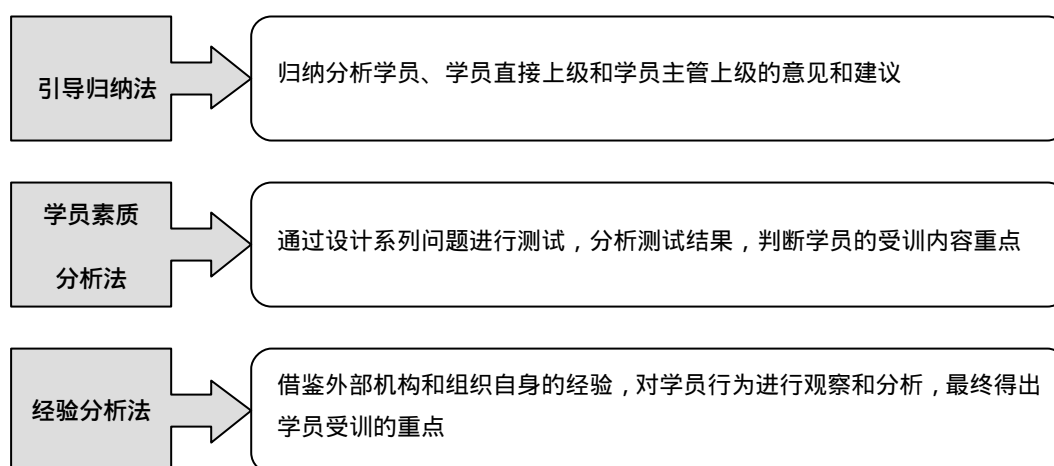 引导归纳法
归纳分析学员、学员直接上级和学员主管上级的意见和建议
学员素质
分析法
通过设计系列问题进行测试，分析测试结果，判断学员的受训内容重点
经验分析法
借鉴外部机构和组织自身的经验，对学员行为进行观察和分析，最终得出
学员受训的重点